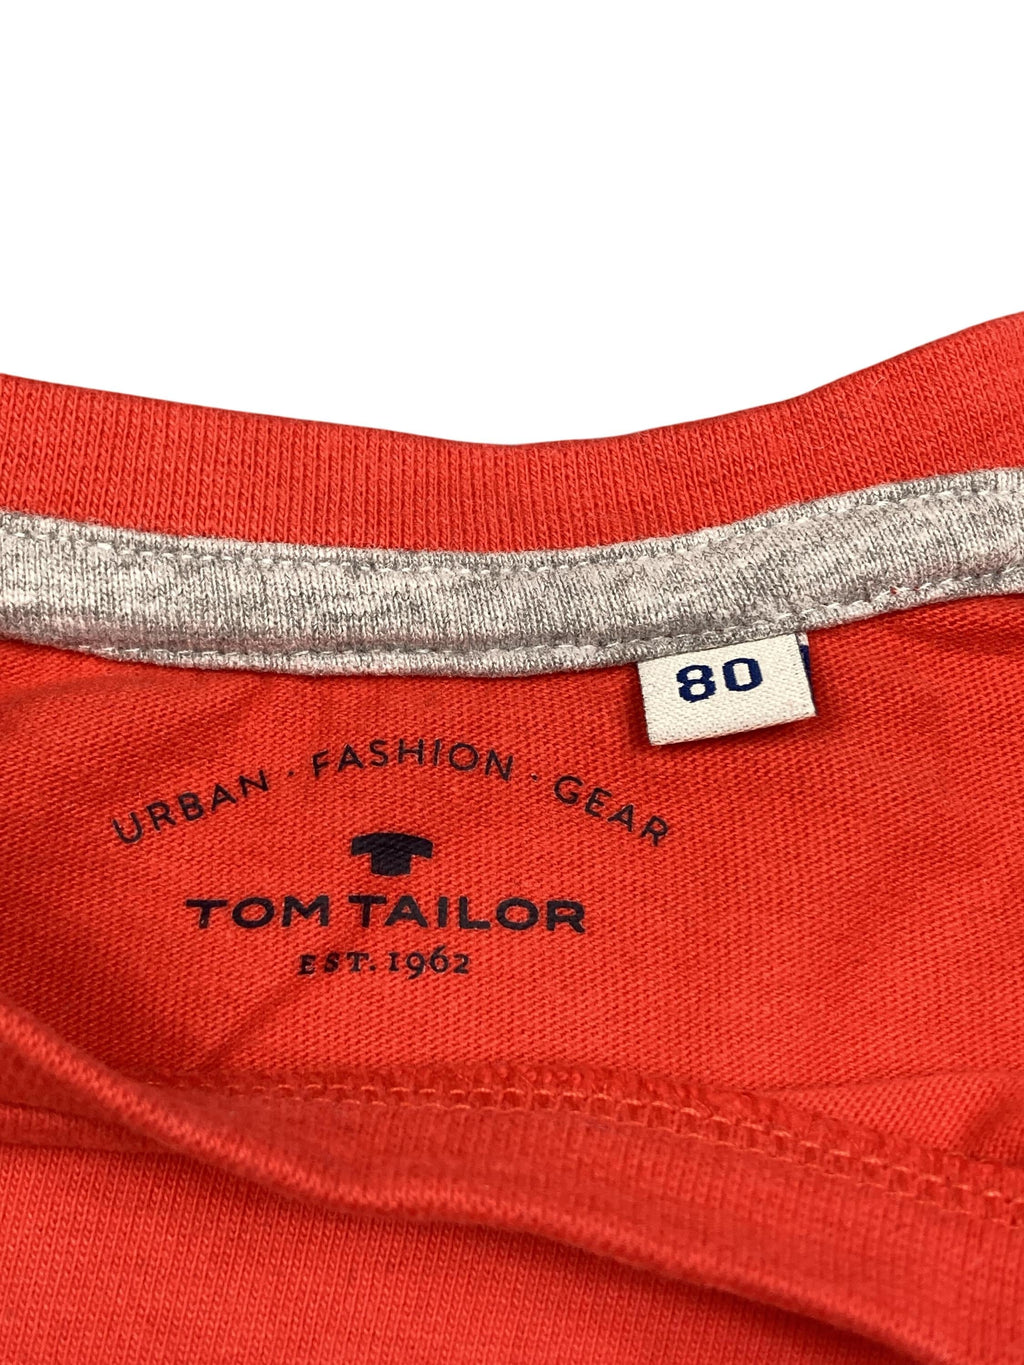 80
URBAN · FASHION · GEAR
TOM TAILOR
EST. 1962